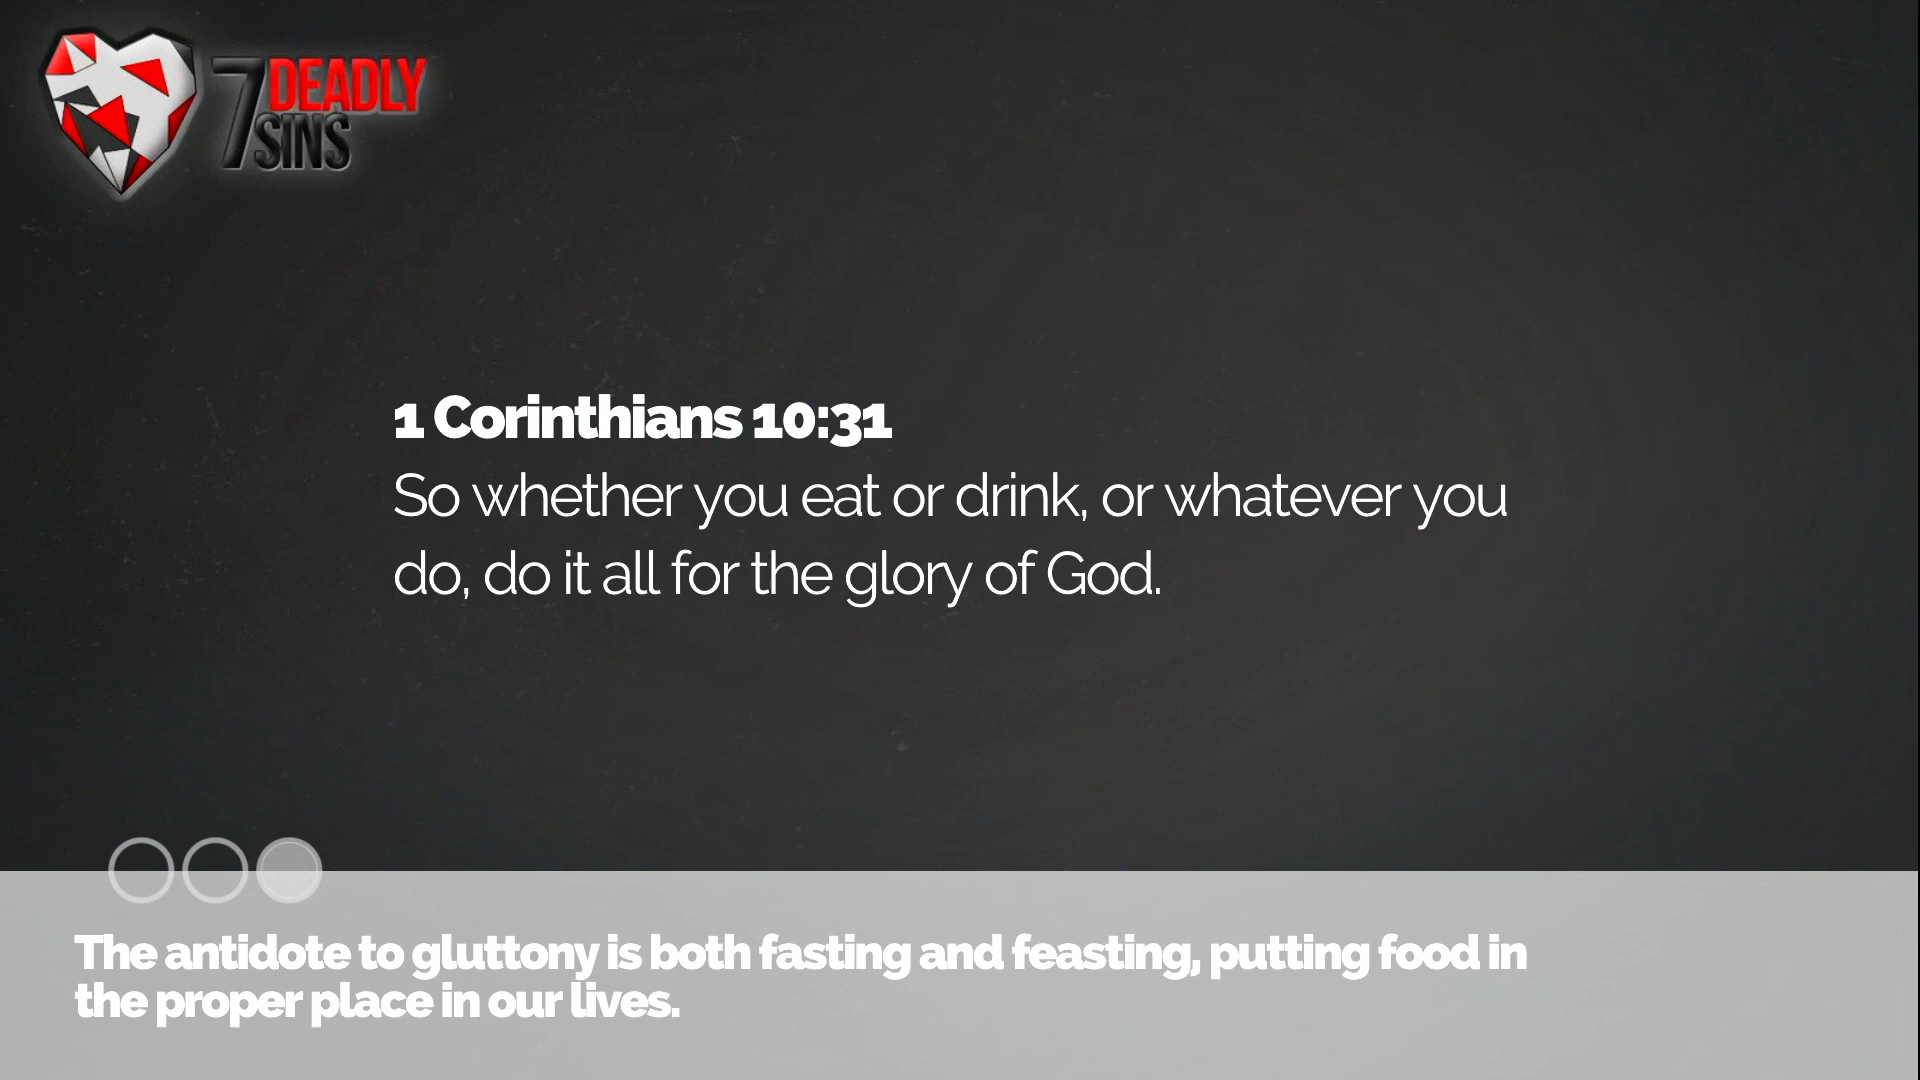 7 DEADLY
SINS
1 Corinthians 10:31
So whether you eat or drink, or whatever you
do, do it all for the glory of God.
The antidote to gluttony is both fasting and feasting, putting food in
the proper place in our lives.